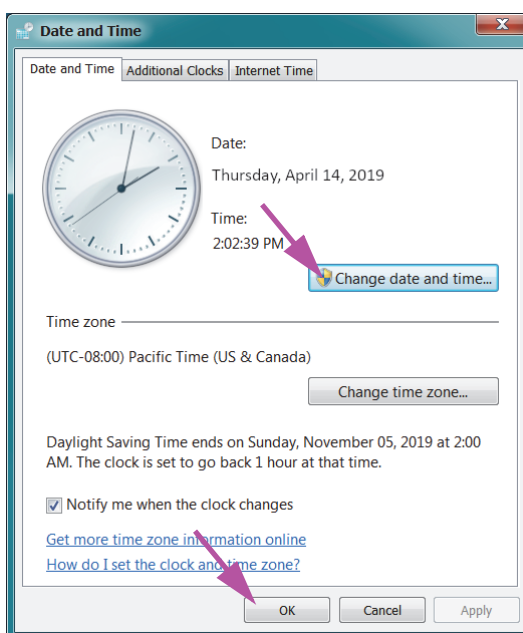 Date and Time
Date and Time Additional Clocks Internet Time
Date:
Thursday, April 14, 2019
Time:
2:02:39 PM
Change date and time...
Time zone
(UTC-08:00) Pacific Time (US & Canada)
Change time zone...
Daylight Saving Time ends on Sunday, November 05, 2019 at 2:00
AM. The clock is set to go back 1 hour at that time.
Notify me when the clock changes
Get more time zone information online
How do I set the clock and time zone?
OK Cancel Apply